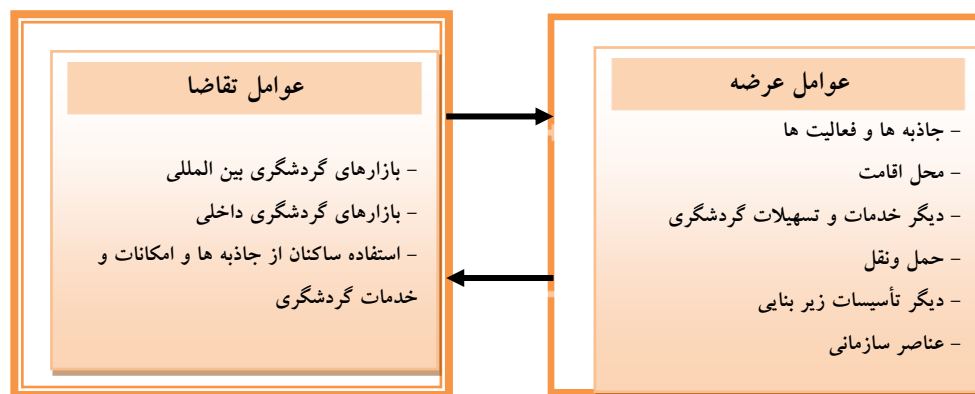 عوامل عرضه
- جاذبه ها و فعالیت ها
- محل اقامت
- دیگر خدمات و تسهیلات گردشگری
- حمل ونقل
- دیگر تأسیسات زیر بنایی
- عناصر سازمانی
عوامل تقاضا
- بازارهای گردشگری بین المللی
- بازارهای گردشگری داخلی
- استفاده ساکنان از جاذبه ها و امکانات و
خدمات گردشگری